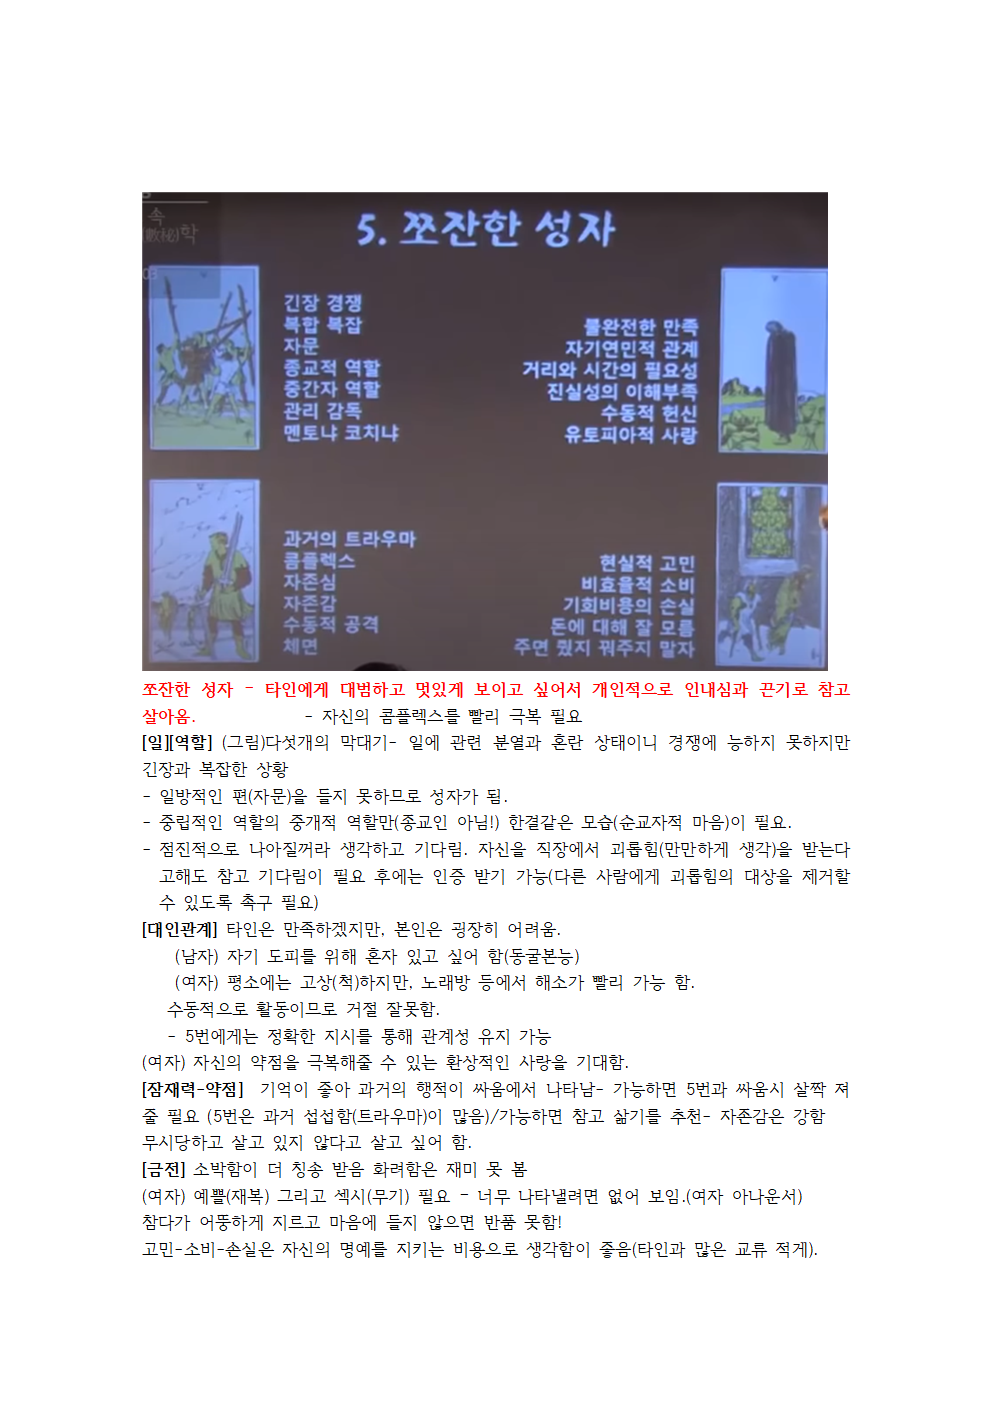 속
(數秘)학
03
5. 쪼잔한 성자
긴장 경쟁
복합 복잡
자문
종교적 역할
중간자 역할
관리 감독
멘토냐 코치냐
불완전한 만족
자기연민적 관계
거리와 시간의 필요성
진실성의 이해부족
수동적 헌신
유토피아적 사랑
과거의 트라우마
콤플렉스
자존심
자존감
수동적 공격
체면
현실적 고민
비효율적 소비
기회비용의 손실
돈에 대해 잘 모름
주면 줬지 꿔주지 말자
쪼잔한 성자 - 타인에게 대범하고 멋있게 보이고 싶어서 개인적으로 인내심과 끈기로 참고
살아옴. - 자신의 콤플렉스를 빨리 극복 필요
[일][역할] (그림)다섯개의 막대기- 일에 관련 분열과 혼란 상태이니 경쟁에 능하지 못하지만
긴장과 복잡한 상황
- 일방적인 편(자문)을 들지 못하므로 성자가 됨.
- 중립적인 역할의 중개적 역할만(종교인 아님!) 한결같은 모습(순교자적 마음)이 필요.
- 점진적으로 나아질꺼라 생각하고 기다림. 자신을 직장에서 괴롭힘(만만하게 생각)을 받는다
고해도 참고 기다림이 필요 후에는 인증 받기 가능(다른 사람에게 괴롭힘의 대상을 제거할
수 있도록 촉구 필요)
[대인관계] 타인은 만족하겠지만, 본인은 굉장히 어려움.
(남자) 자기 도피를 위해 혼자 있고 싶어 함(동굴본능)
(여자) 평소에는 고상(척)하지만, 노래방 등에서 해소가 빨리 가능 함.
수동적으로 활동이므로 거절 잘못함.
- 5번에게는 정확한 지시를 통해 관계성 유지 가능
(여자) 자신의 약점을 극복해줄 수 있는 환상적인 사랑을 기대함.
[잠재력-약점] 기억이 좋아 과거의 행적이 싸움에서 나타남- 가능하면 5번과 싸움시 살짝 져
줄 필요 (5번은 과거 섭섭함(트라우마)이 많음)/가능하면 참고 삶기를 추천- 자존감은 강함
무시당하고 살고 있지 않다고 살고 싶어 함.
[금전] 소박함이 더 칭송 받음 화려함은 재미 못 봄
(여자) 예쁠(재복) 그리고 섹시(무기) 필요 - 너무 나타낼려면 없어 보임.(여자 아나운서)
참다가 어뚱하게 지르고 마음에 들지 않으면 반품 못함!
고민-소비-손실은 자신의 명예를 지키는 비용으로 생각함이 좋음(타인과 많은 교류 적게).